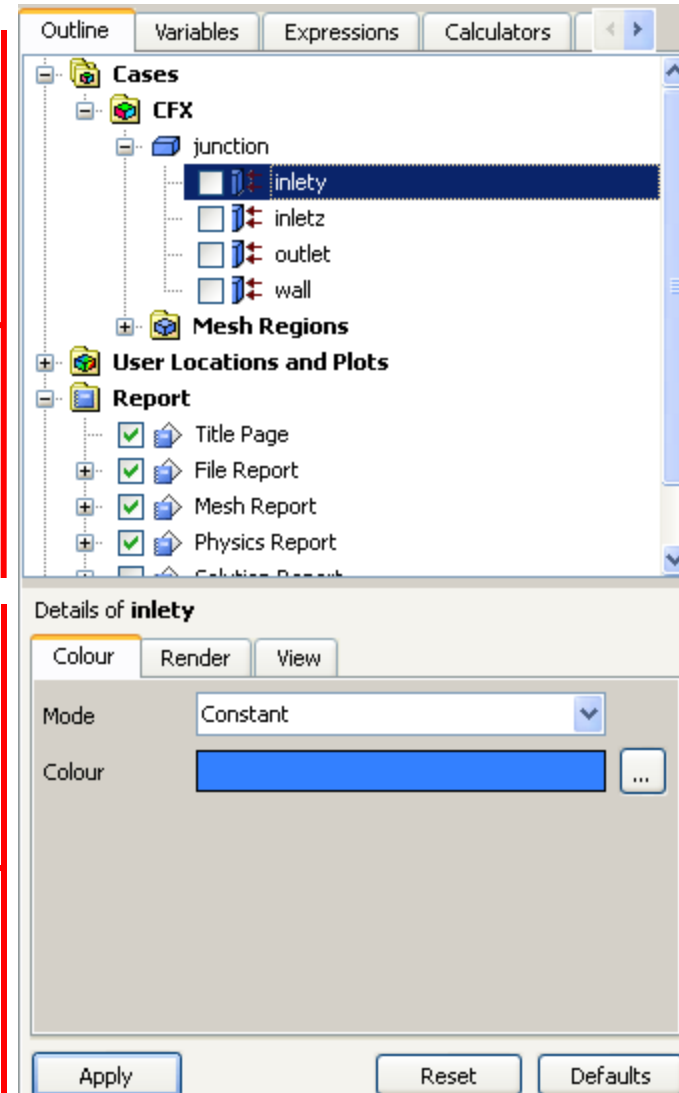 Outline Variables Expressions Calculators
Cases
CFX
junction
inlety
inletz
outlet
wall
Mesh Regions
User Locations and Plots
Report
Title Page
File Report
Mesh Report
Physics Report
Solution Report
Details of inlety
Colour Render View
Mode Constant
Colour ...
Apply Reset Defaults